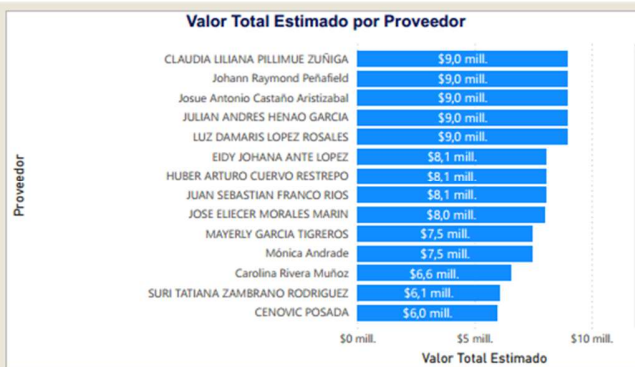 Valor Total Estimado por Proveedor
CLAUDIA LILIANA PILLIMUE ZUÑIGA $9,0 mill.
Johann Raymond Peñafield $9,0 mill.
Josue Antonio Castaño Aristizabal $9,0 mill.
JULIAN ANDRES HENAO GARCIA $9,0 mill.
LUZ DAMARIS LOPEZ ROSALES $9,0 mill.
EIDY JOHANA ANTE LOPEZ $8,1 mill.
HUBER ARTURO CUERVO RESTREPO $8,1 mill.
JUAN SEBASTIAN FRANCO RIOS $8,1 mill.
JOSE ELIECER MORALES MARIN $8,0 mill.
MAYERLY GARCIA TIGREROS $7,5 mill.
Mónica Andrade $7,5 mill.
Carolina Rivera Muñoz $6,6 mill.
SURI TATIANA ZAMBRANO RODRIGUEZ $6,1 mill.
CENOVIC POSADA $6,0 mill.
Proveedor
$0 mill. $5 mill. $10 mill.
Valor Total Estimado